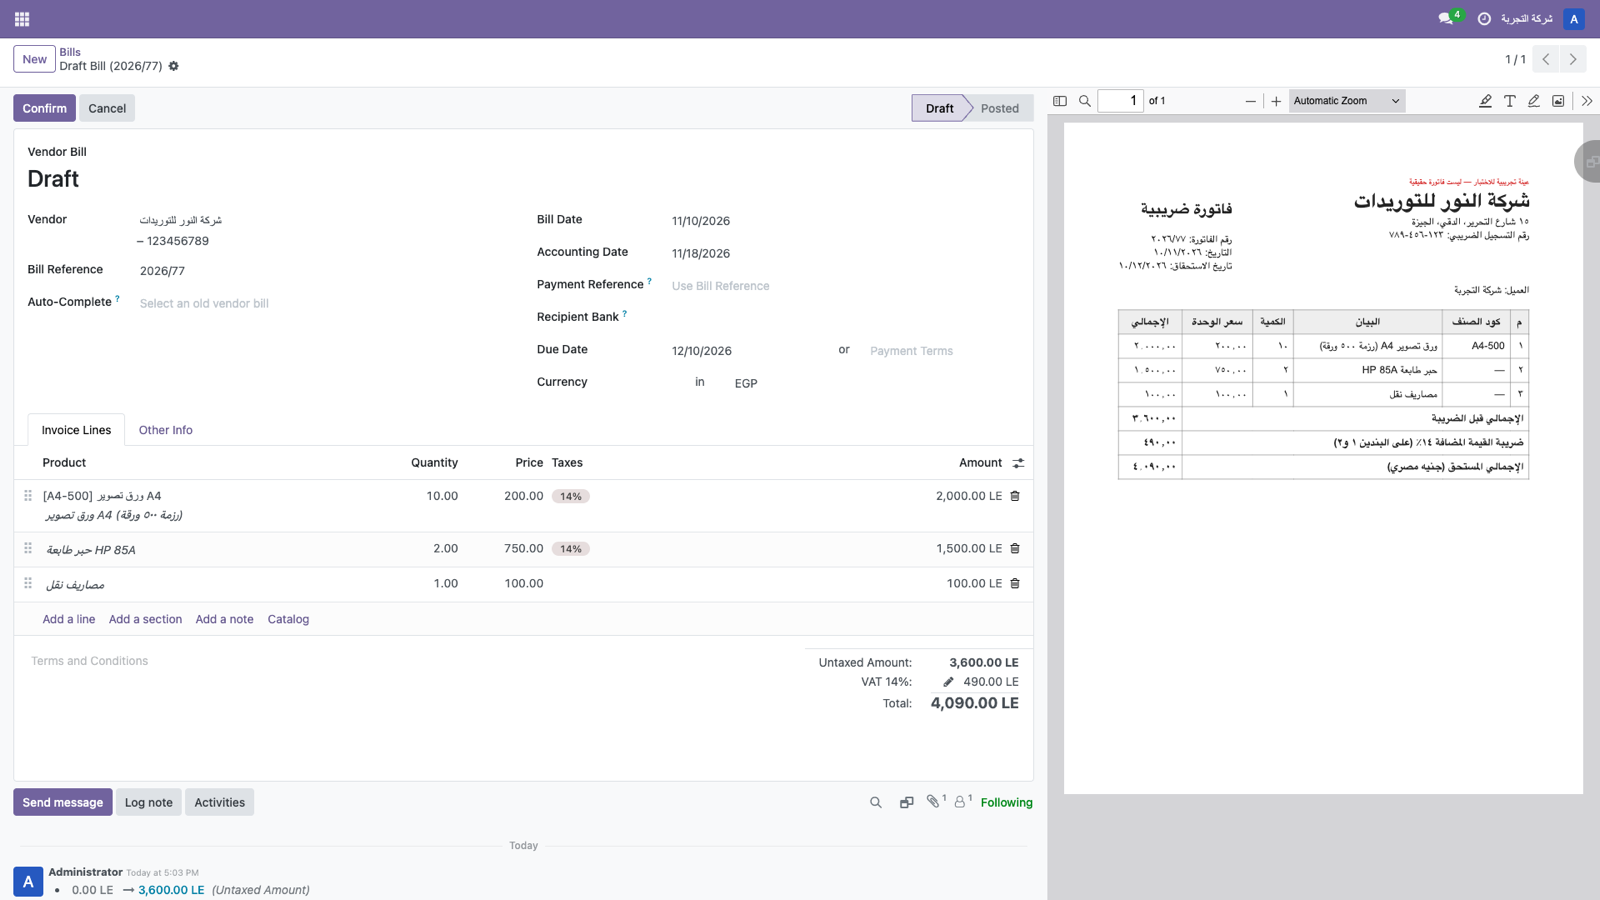 4
شركة التجربة
A
New
Bills
Draft Bill (2026/77)
1 / 1
Confirm
Cancel
Draft
Posted
1 of 1
Automatic Zoom
Vendor Bill
Draft
Vendor
شركة النور للتوريدات
– 123456789
Bill Reference
2026/77
Auto-Complete ?
Select an old vendor bill
Bill Date
11/10/2026
Accounting Date
11/18/2026
Payment Reference ?
Use Bill Reference
Recipient Bank ?
Due Date
12/10/2026
or
Payment Terms
Currency
in
EGP
Invoice Lines
Other Info
Product Quantity Price Taxes Amount
[A4-500] ورق تصوير A4 10.00 200.00 14% 2,000.00 LE
ورق تصوير A4 (رزمة ٥٠٠ ورقة)
حبر طابعة HP 85A 2.00 750.00 14% 1,500.00 LE
مصاريف نقل 1.00 100.00 100.00 LE
Add a line Add a section Add a note Catalog
Terms and Conditions
Untaxed Amount: 3,600.00 LE
VAT 14%: 490.00 LE
Total: 4,090.00 LE
Send message
Log note
Activities
1
1
Following
Today
A
Administrator Today at 5:03 PM
• 0.00 LE → 3,600.00 LE (Untaxed Amount)
عينة تجريبية للاختبار — ليست فاتورة حقيقية
شركة النور للتوريدات
١٥ شارع التحرير، الدقي، الجيزة
رقم التسجيل الضريبي: ١٢٣-٤٥٦-٧٨٩
فاتورة ضريبية
رقم الفاتورة: ٢٠٢٦/٧٧
التاريخ: ١٠/١١/٢٠٢٦
تاريخ الاستحقاق: ١٠/١٢/٢٠٢٦
العميل: شركة التجربة
م كود الصنف البيان الكمية سعر الوحدة الإجمالي
١ A4-500 ورق تصوير A4 (رزمة ٥٠٠ ورقة) ١٠ ٢٠٠,٠٠ ٢.٠٠٠,٠٠
٢ — حبر طابعة HP 85A ٢ ٧٥٠,٠٠ ١.٥٠٠,٠٠
٣ — مصاريف نقل ١ ١٠٠,٠٠ ١٠٠,٠٠
الإجمالي قبل الضريبة ٣.٦٠٠,٠٠
ضريبة القيمة المضافة ١٤٪ (على البندين ١ و٢) ٤٩٠,٠٠
الإجمالي المستحق (جنيه مصري) ٤.٠٩٠,٠٠